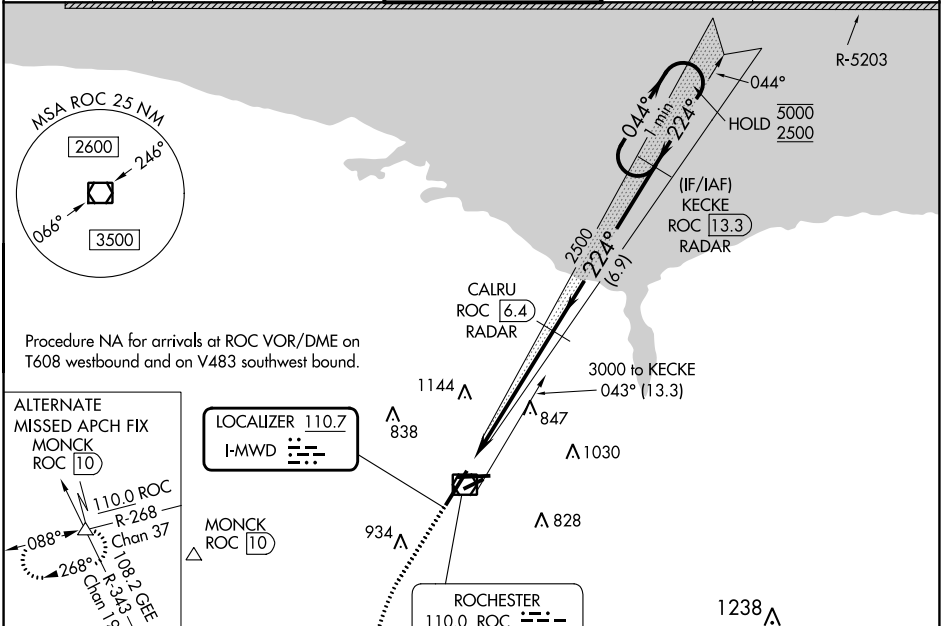 R-5203
MSA ROC 25 NM
2600
246°
066°
3500
044°
044°
1 min
224°
HOLD 5000
2500
(IF/IAF)
KECKE
ROC 13.3
RADAR
2500
224°
(6.9)
CALRU
ROC 6.4
RADAR
Procedure NA for arrivals at ROC VOR/DME on
T608 westbound and on V483 southwest bound.
3000 to KECKE
043° (13.3)
1144
838
847
1030
LOCALIZER 110.7
I-MWD
ALTERNATE
MISSED APCH FIX
MONCK
ROC 10
110.0 ROC
R-268
Chan 37
088°
268°
108.2 GEE
R-343
Chan 19
MONCK
ROC 10
934
828
ROCHESTER
110.0 ROC
1238